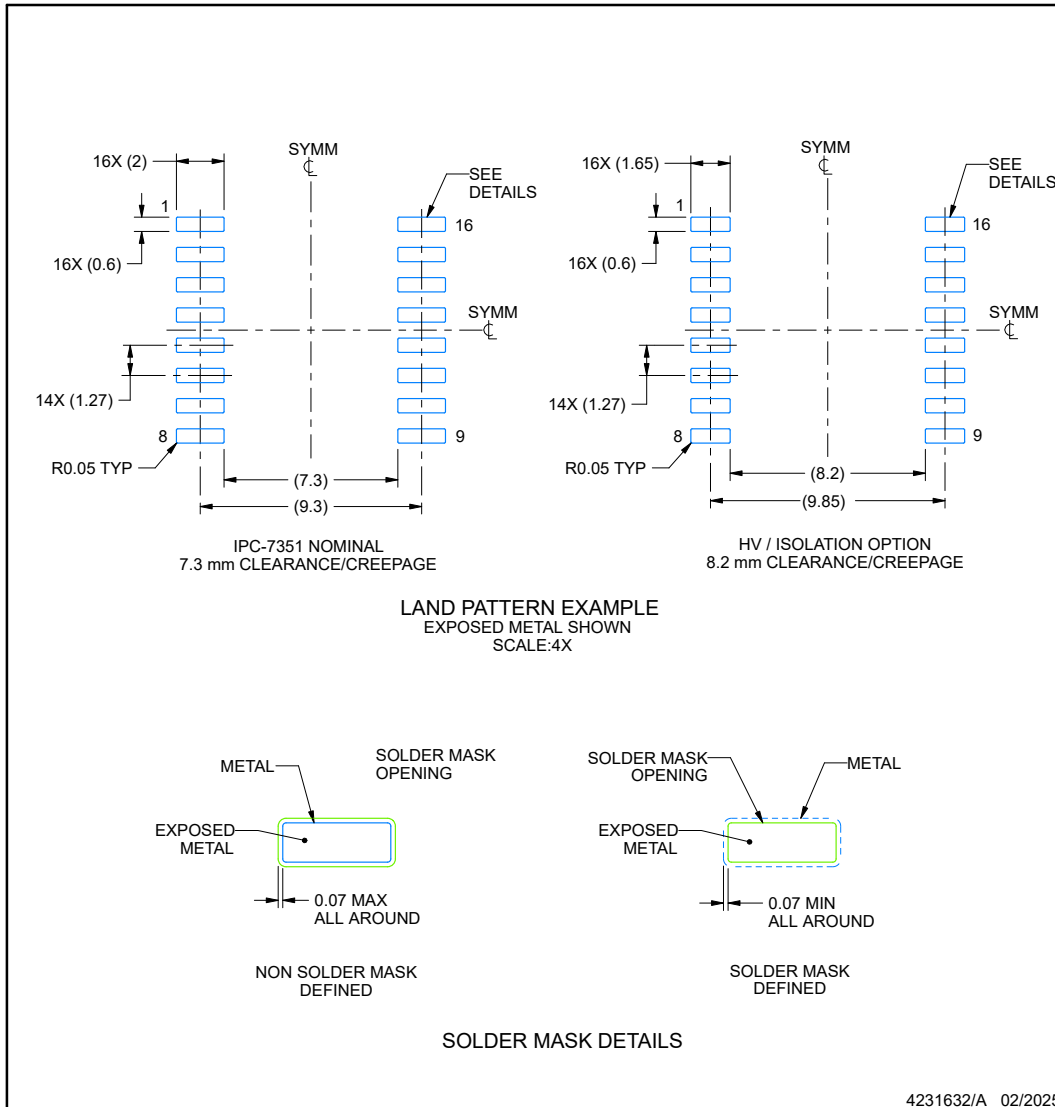 16X (2)
SYMM
℄
SEE
DETAILS
1
16
16X (0.6)
SYMM
℄
14X (1.27)
8
9
R0.05 TYP
(7.3)
(9.3)
IPC-7351 NOMINAL
7.3 mm CLEARANCE/CREEPAGE
16X (1.65)
SYMM
℄
SEE
DETAILS
1
16
16X (0.6)
SYMM
℄
14X (1.27)
8
9
R0.05 TYP
(8.2)
(9.85)
HV / ISOLATION OPTION
8.2 mm CLEARANCE/CREEPAGE
LAND PATTERN EXAMPLE
EXPOSED METAL SHOWN
SCALE:4X
METAL
SOLDER MASK
OPENING
EXPOSED
METAL
0.07 MAX
ALL AROUND
NON SOLDER MASK
DEFINED
SOLDER MASK
OPENING
METAL
EXPOSED
METAL
0.07 MIN
ALL AROUND
SOLDER MASK
DEFINED
SOLDER MASK DETAILS
4231632/A 02/2025